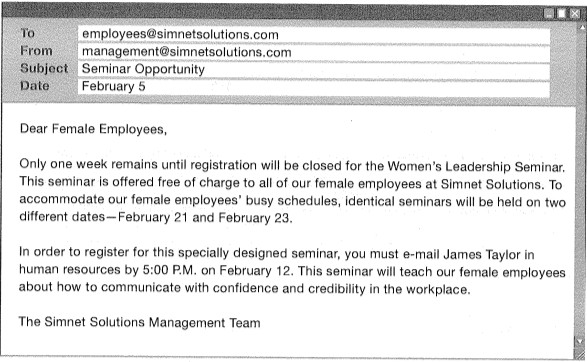 To employees@simnetsolutions.com
From management@simnetsolutions.com
Subject Seminar Opportunity
Date February 5
Dear Female Employees,
Only one week remains until registration will be closed for the Women's Leadership Seminar.
This seminar is offered free of charge to all of our female employees at Simnet Solutions. To
accommodate our female employees' busy schedules, identical seminars will be held on two
different dates—February 21 and February 23.
In order to register for this specially designed seminar, you must e-mail James Taylor in
human resources by 5:00 P.M. on February 12. This seminar will teach our female employees
about how to communicate with confidence and credibility in the workplace.
The Simnet Solutions Management Team